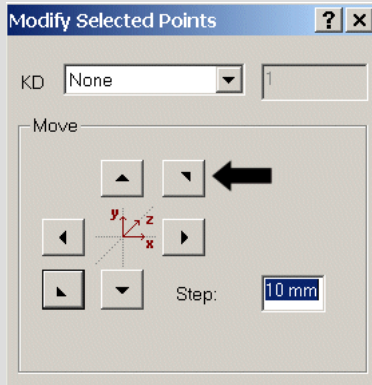 Modify Selected Points ? ×
KD None 1
Move
y z
x
Step: 10 mm